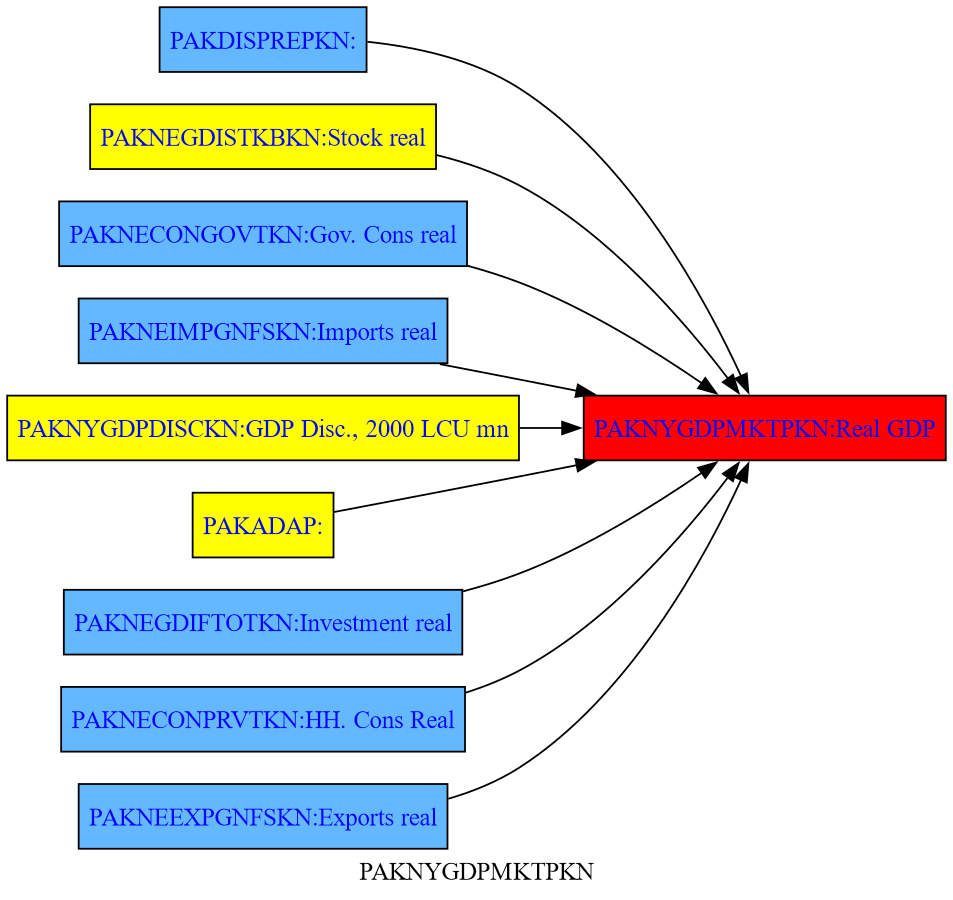 PAKDISPREPKN:
PAKNEGDISTKBKN:Stock real
PAKNECONGOVTKN:Gov. Cons real
PAKNEIMPGNFSKN:Imports real
PAKNYGDPDISCKN:GDP Disc., 2000 LCU mn
PAKNYGDPMKTPKN:Real GDP
PAKADAP:
PAKNEGDIFTOTKN:Investment real
PAKNECONPRVTKN:HH. Cons Real
PAKNEEXPGNFSKN:Exports real
PAKNYGDPMKTPKN